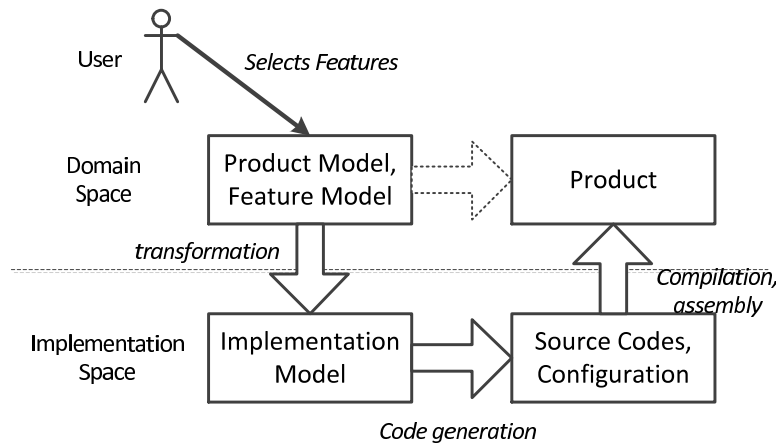 User
Selects Features
Domain
Space
Product Model,
Feature Model
Product
transformation
Compilation,
assembly
Implementation
Space
Implementation
Model
Source Codes,
Configuration
Code generation